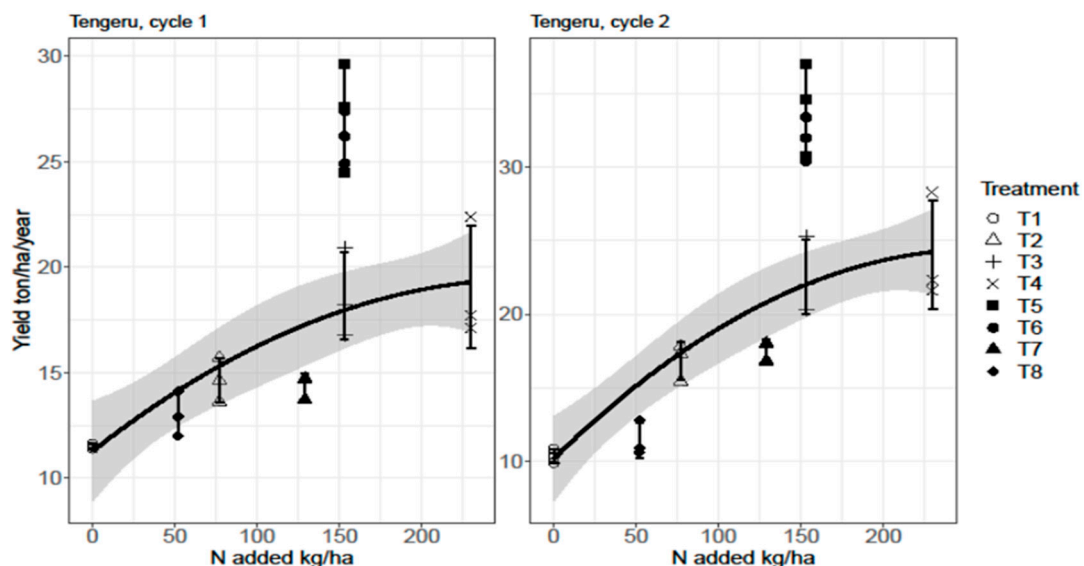 Tengeru, cycle 1
Tengeru, cycle 2
Yield ton/ha/year
30
25
20
15
10
0 50 100 150 200
N added kg/ha
30
20
10
0 50 100 150 200
N added kg/ha
Treatment
T1
T2
T3
T4
T5
T6
T7
T8